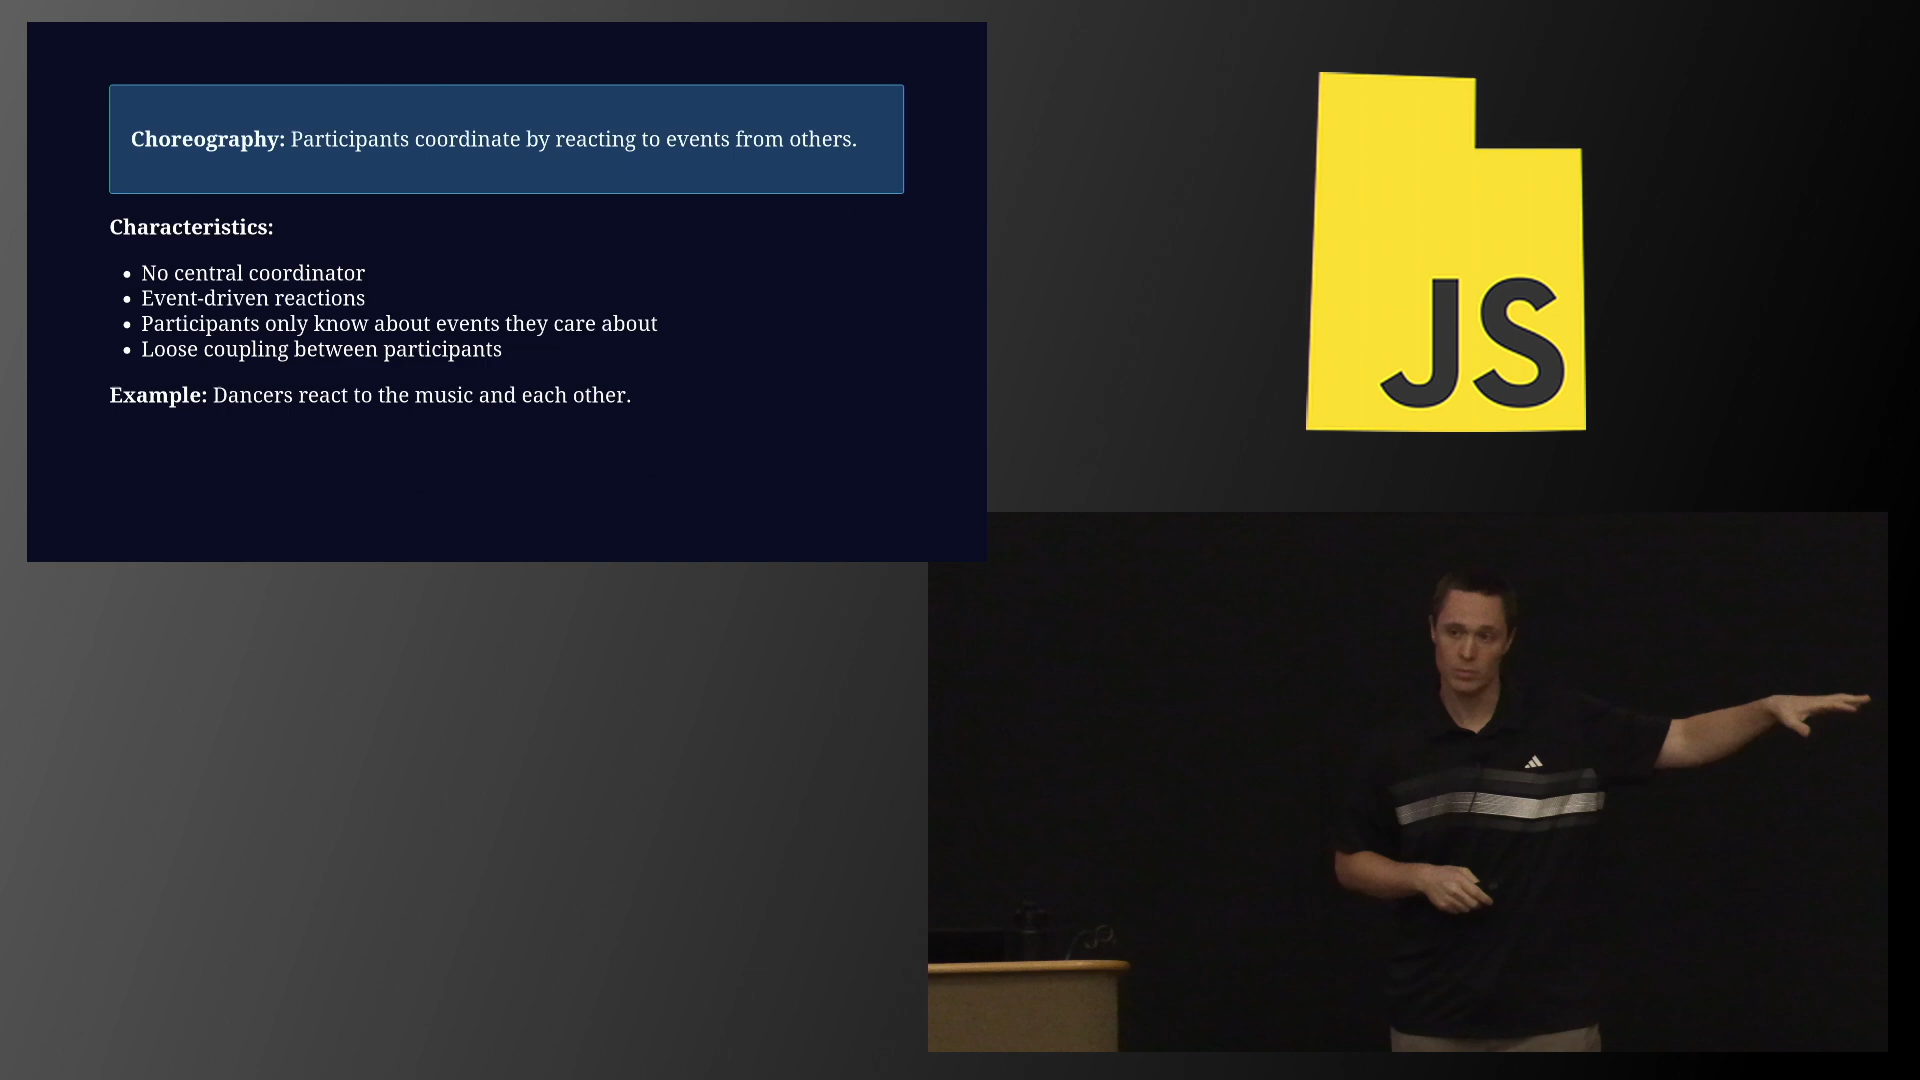 Choreography: Participants coordinate by reacting to events from others.
Characteristics:
No central coordinator
Event-driven reactions
Participants only know about events they care about
Loose coupling between participants
Example: Dancers react to the music and each other.
JS